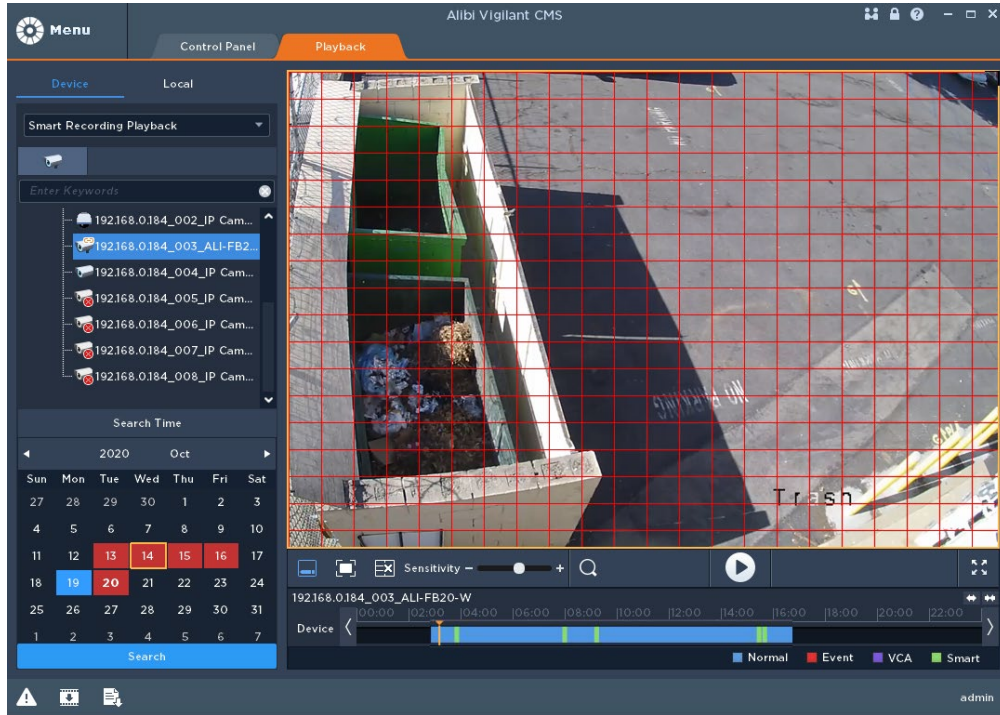 Alibi Vigilant CMS
Menu
Control Panel
Playback
Device
Local
Smart Recording Playback
Enter Keywords
192.168.0.184_002_IP Cam...
192.168.0.184_003_ALI-FB2...
192.168.0.184_004_IP Cam...
192.168.0.184_005_IP Cam...
192.168.0.184_006_IP Cam...
192.168.0.184_007_IP Cam...
192.168.0.184_008_IP Cam...
Search Time
2020 Oct
Sun Mon Tue Wed Thu Fri Sat
27 28 29 30 1 2 3
4 5 6 7 8 9 10
11 12 13 14 15 16 17
18 19 20 21 22 23 24
25 26 27 28 29 30 31
1 2 3 4 5 6 7
Search
NO PARKING
Trash
Sensitivity - +
192.168.0.184_003_ALI-FB20-W
00:00 02:00 04:00 06:00 08:00 10:00 12:00 14:00 16:00 18:00 20:00 22:00
Device
Normal Event VCA Smart
admin